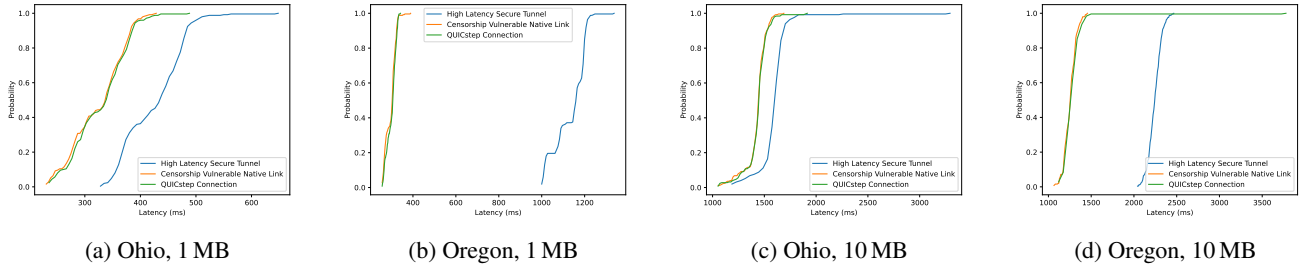 1.0
0.8
0.6
0.4
0.2
0.0
Probability
300
400
500
600
Latency (ms)
High Latency Secure Tunnel
Censorship Vulnerable Native Link
QUICstep Connection
(a) Ohio, 1 MB
1.0
0.8
0.6
0.4
0.2
0.0
Probability
400
600
800
1000
1200
Latency (ms)
High Latency Secure Tunnel
Censorship Vulnerable Native Link
QUICstep Connection
(b) Oregon, 1 MB
1.0
0.8
0.6
0.4
0.2
0.0
Probability
1000
1500
2000
2500
3000
Latency (ms)
High Latency Secure Tunnel
Censorship Vulnerable Native Link
QUICstep Connection
(c) Ohio, 10 MB
1.0
0.8
0.6
0.4
0.2
0.0
Probability
1000
1500
2000
2500
3000
3500
Latency (ms)
High Latency Secure Tunnel
Censorship Vulnerable Native Link
QUICstep Connection
(d) Oregon, 10 MB